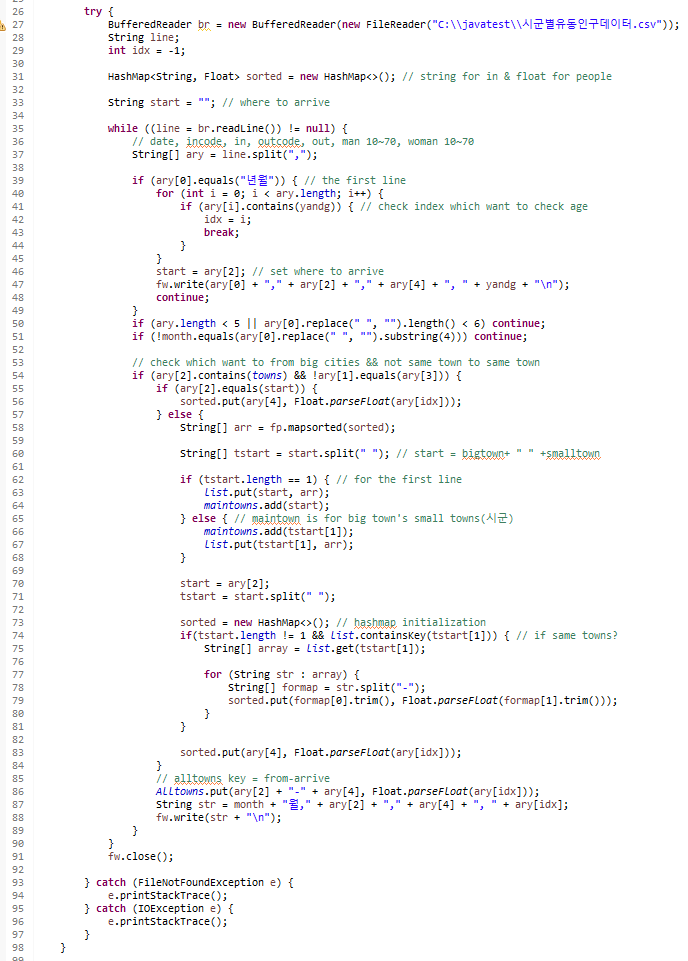 26 try {
27 BufferedReader br = new BufferedReader(new FileReader("C:\\javatest\\시군별유동인구데이터.csv"));
28 String line;
29 int idx = -1;
30
31 HashMap<String, Float> sorted = new HashMap<>(); // string for in & float for people
32
33 String start = ""; // where to arrive
34
35 while ((line = br.readLine()) != null) {
36 // date, incode, in, outcode, out, man 10~70, woman 10~70
37 String[] ary = line.split(",");
38
39 if (ary[0].equals("년월")) { // the first line
40 for (int i = 0; i < ary.length; i++) {
41 if (ary[i].contains(yandg)) { // check index which want to check age
42 idx = i;
43 break;
44 }
45 }
46 start = ary[2]; // set where to arrive
47 fw.write(ary[0] + "," + ary[2] + "," + ary[4] + ", " + yandg + "\n");
48 continue;
49 }
50 if (ary.length < 5 || ary[0].replace(" ", "").length() < 6) continue;
51 if (!month.equals(ary[0].replace(" ", "").substring(4))) continue;
52
53 // check which want to from big cities && not same town to same town
54 if (ary[2].contains(towns) && !ary[1].equals(ary[3])) {
55 if (ary[2].equals(start)) {
56 sorted.put(ary[4], Float.parseFloat(ary[idx]));
57 } else {
58 String[] arr = fp.mapsorted(sorted);
59
60 String[] tstart = start.split(" "); // start = bigtown+ " " +smalltown
61
62 if (tstart.length == 1) { // for the first line
63 list.put(start, arr);
64 maintowns.add(start);
65 } else { // maintown is for big town's small towns(시군)
66 maintowns.add(tstart[1]);
67 list.put(tstart[1], arr);
68 }
69
70 start = ary[2];
71 tstart = start.split(" ");
72
73 sorted = new HashMap<>(); // hashmap initialization
74 if(tstart.length != 1 && list.containsKey(tstart[1])) { // if same towns?
75 String[] array = list.get(tstart[1]);
76
77 for (String str : array) {
78 String[] formap = str.split("-");
79 sorted.put(formap[0].trim(), Float.parseFloat(formap[1].trim()));
80 }
81 }
82
83 sorted.put(ary[4], Float.parseFloat(ary[idx]));
84 }
85 // alltowns key = from-arrive
86 Alltowns.put(ary[2] + "-" + ary[4], Float.parseFloat(ary[idx]));
87 String str = month + "월," + ary[2] + "," + ary[4] + ", " + ary[idx];
88 fw.write(str + "\n");
89 }
90 }
91 fw.close();
92
93 } catch (FileNotFoundException e) {
94 e.printStackTrace();
95 } catch (IOException e) {
96 e.printStackTrace();
97 }
98 }